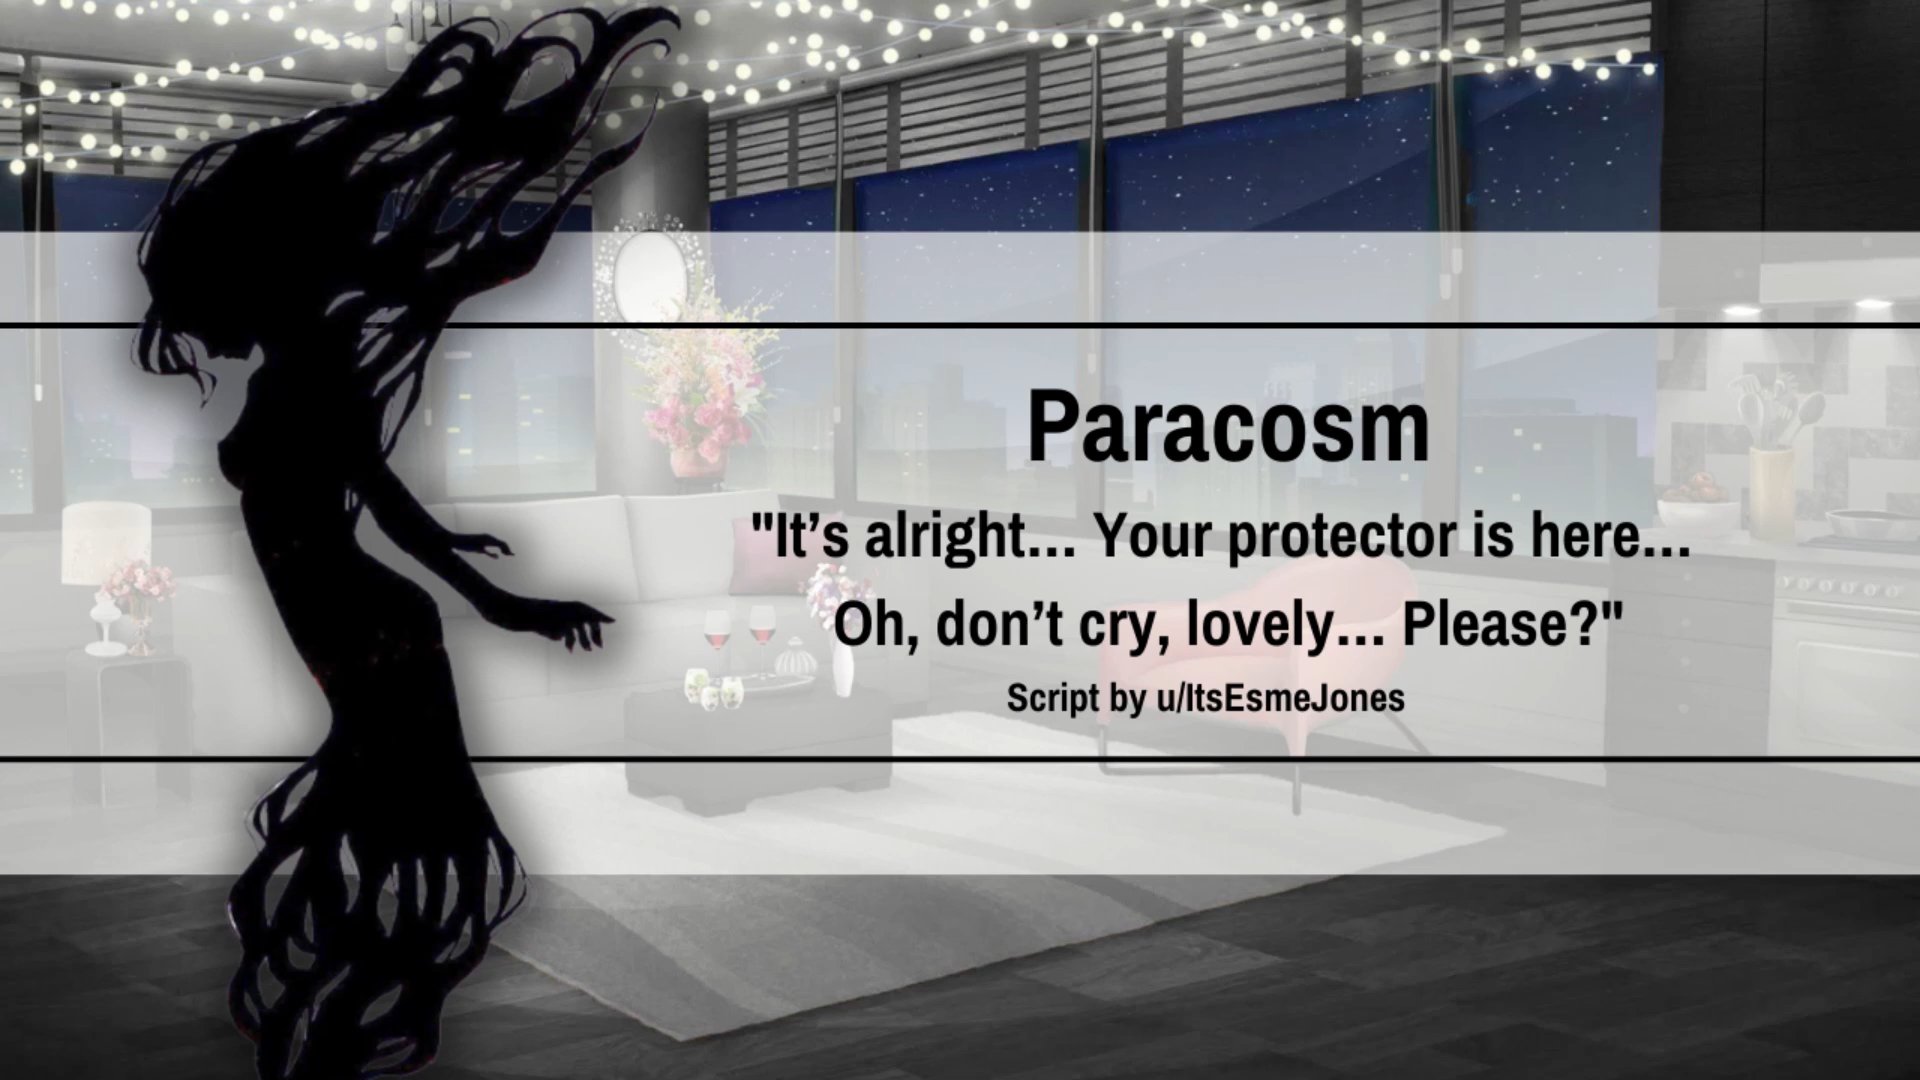 Paracosm
"It’s alright... Your protector is here...
Oh, don’t cry, lovely... Please?"
Script by u/ItsEsmeJones